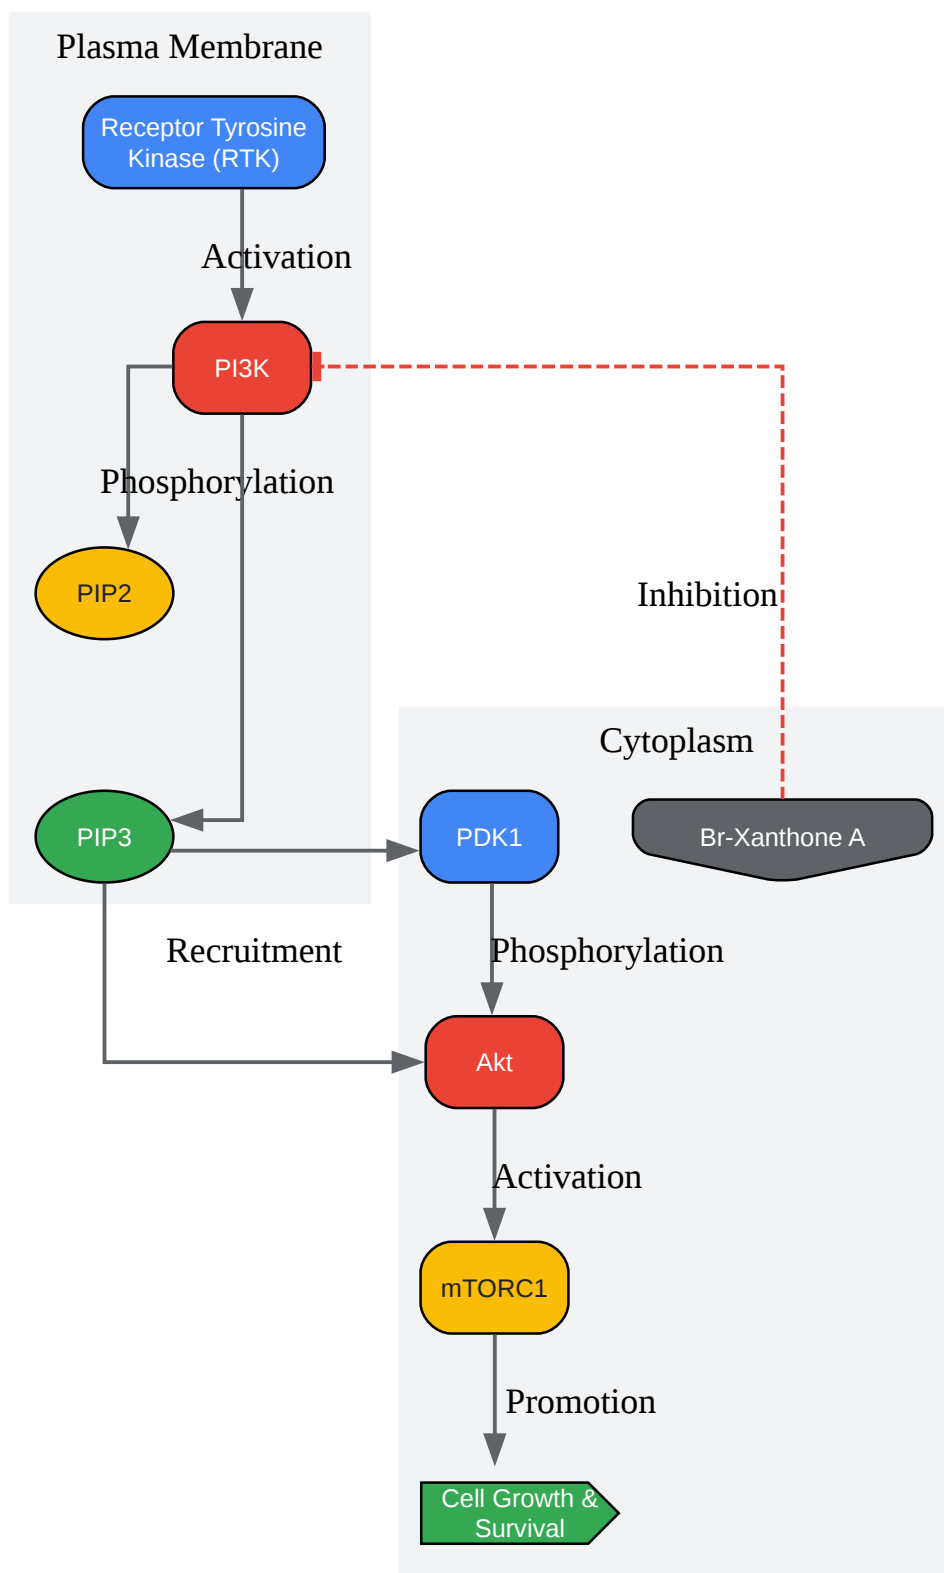 Plasma Membrane
Receptor Tyrosine
Kinase (RTK)
Activation
PI3K
Phosphorylation
PIP2
Inhibition
Cytoplasm
PIP3
PDK1
Br-Xanthone A
Recruitment
Phosphorylation
Akt
Activation
mTORC1
Promotion
Cell Growth &
Survival